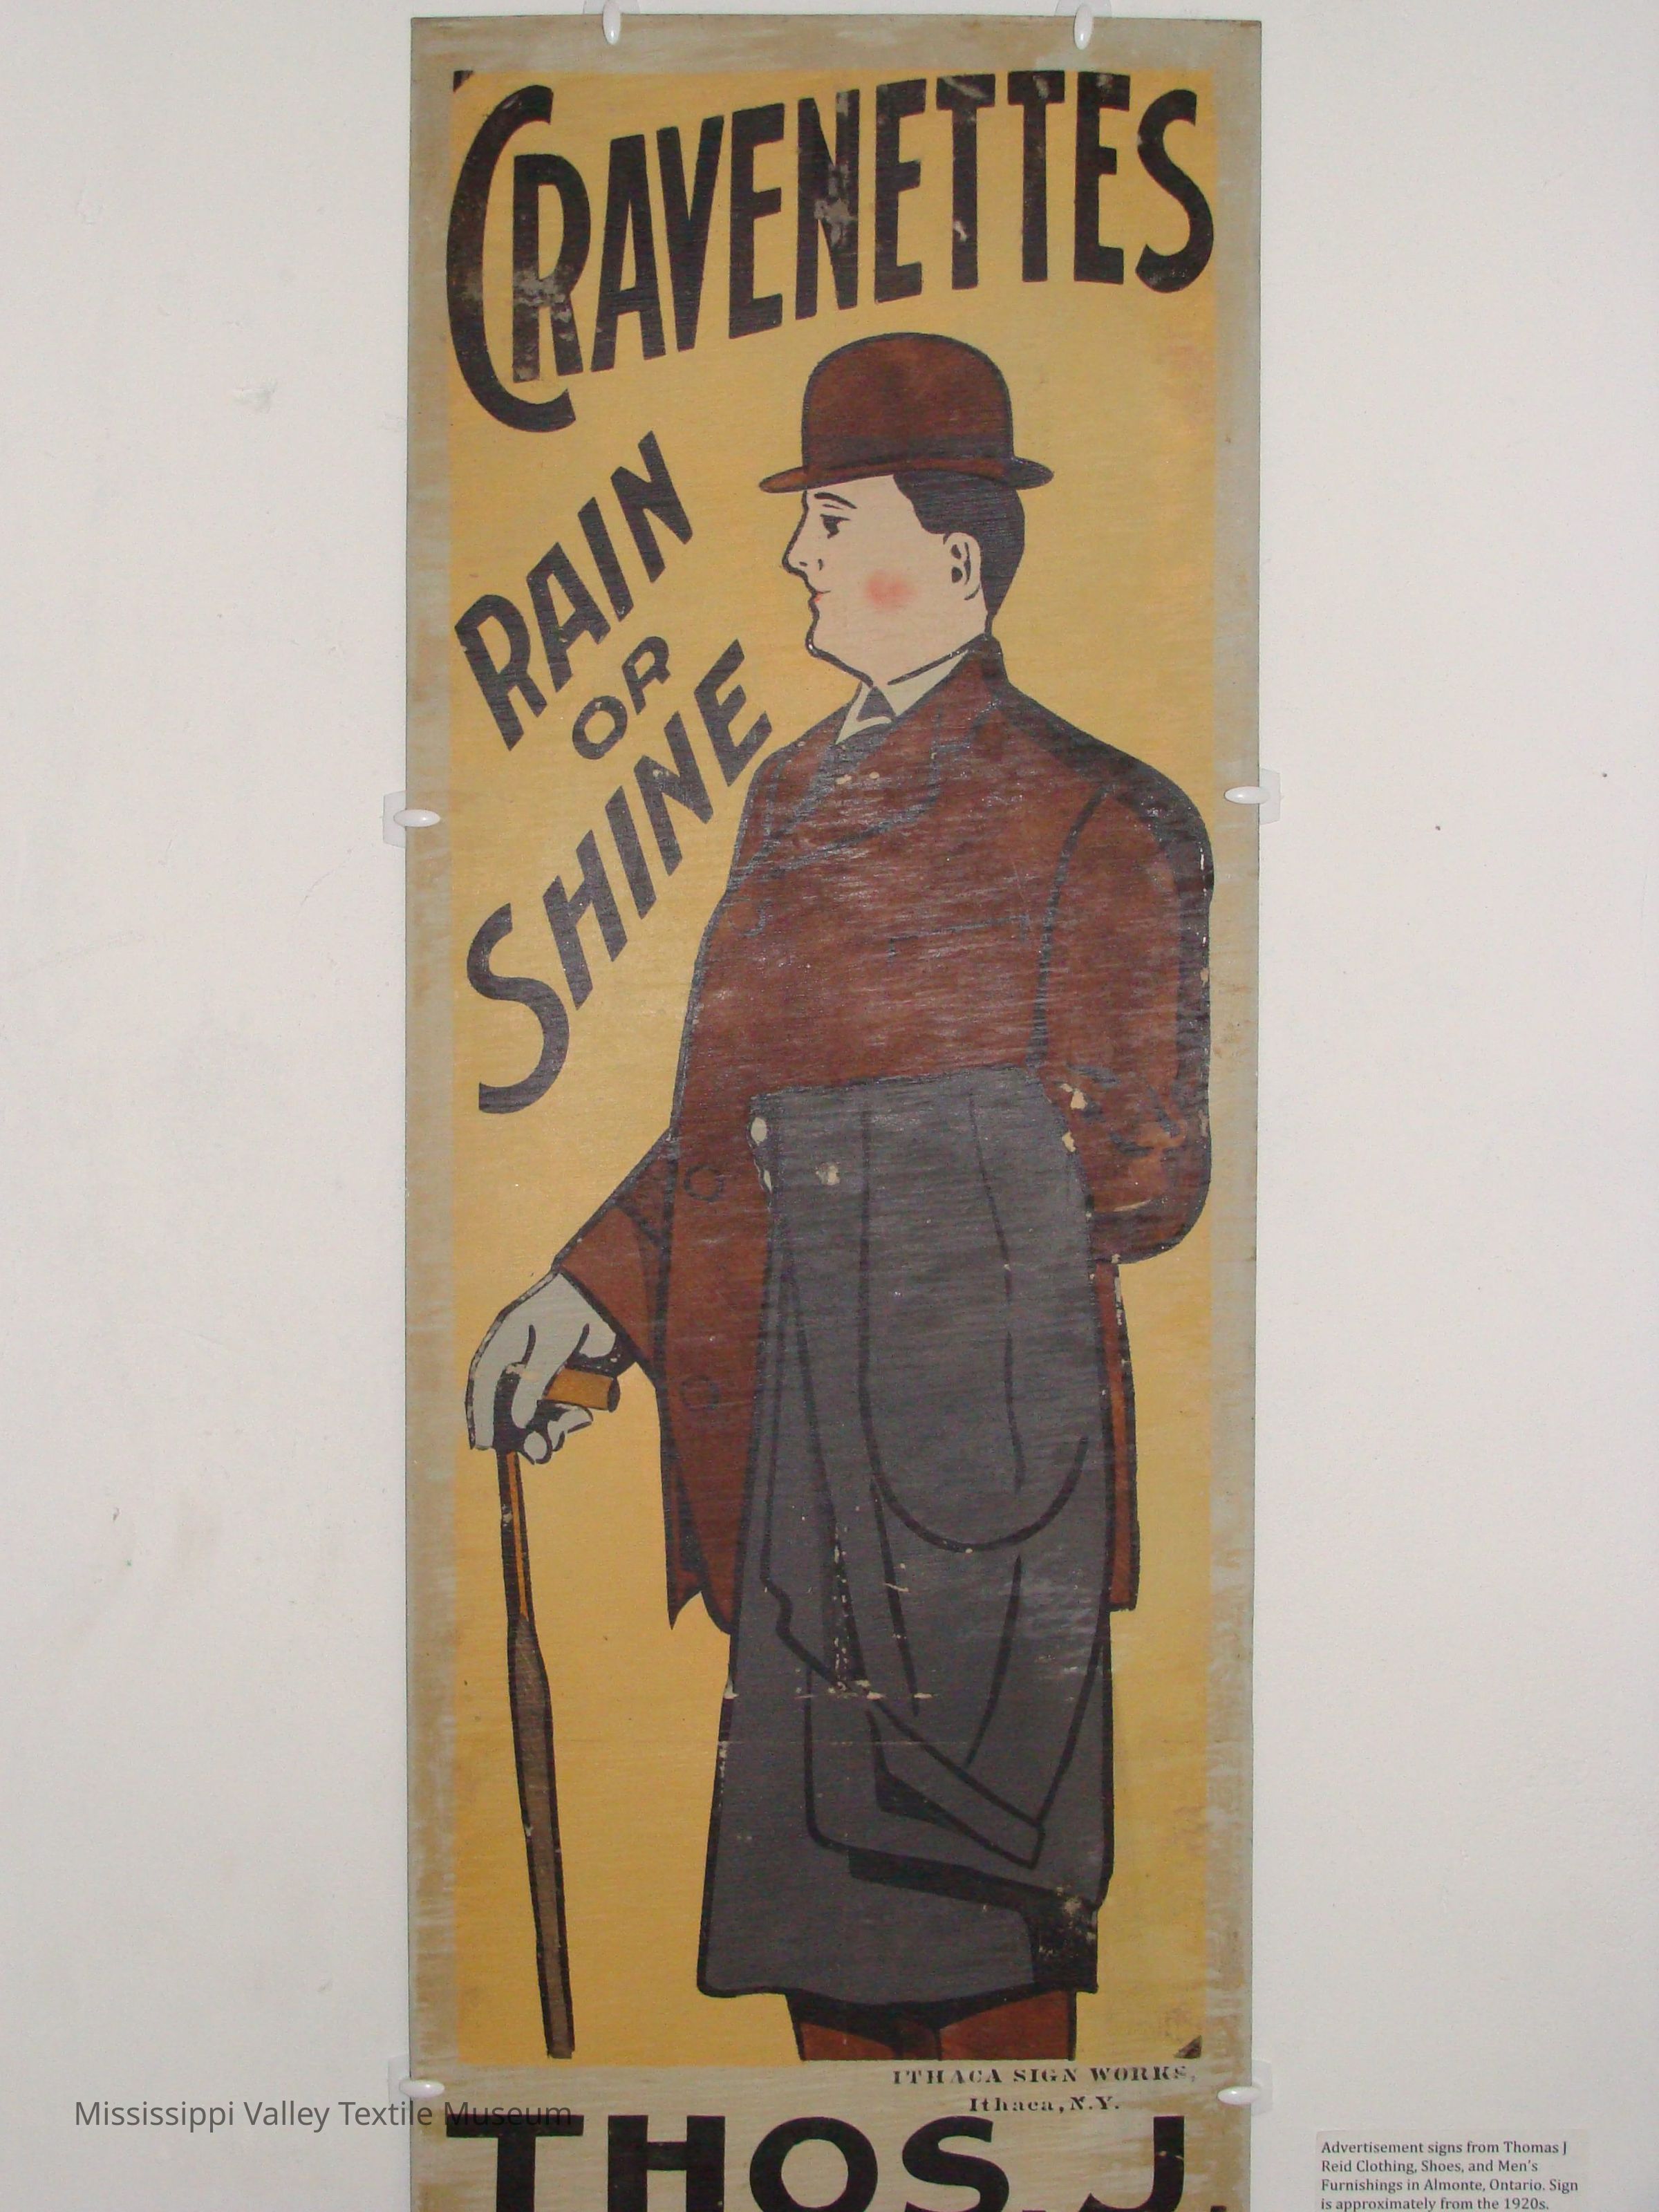 CRAVENETTES
RAIN
OR
SHINE
ITHACA SIGN WORKS,
Ithaca, N.Y.
THOS. J.
Mississippi Valley Textile Museum
Advertisement signs from Thomas J
Reid Clothing, Shoes, and Men's
Furnishings in Almonte, Ontario. Sign
is approximately from the 1920s.